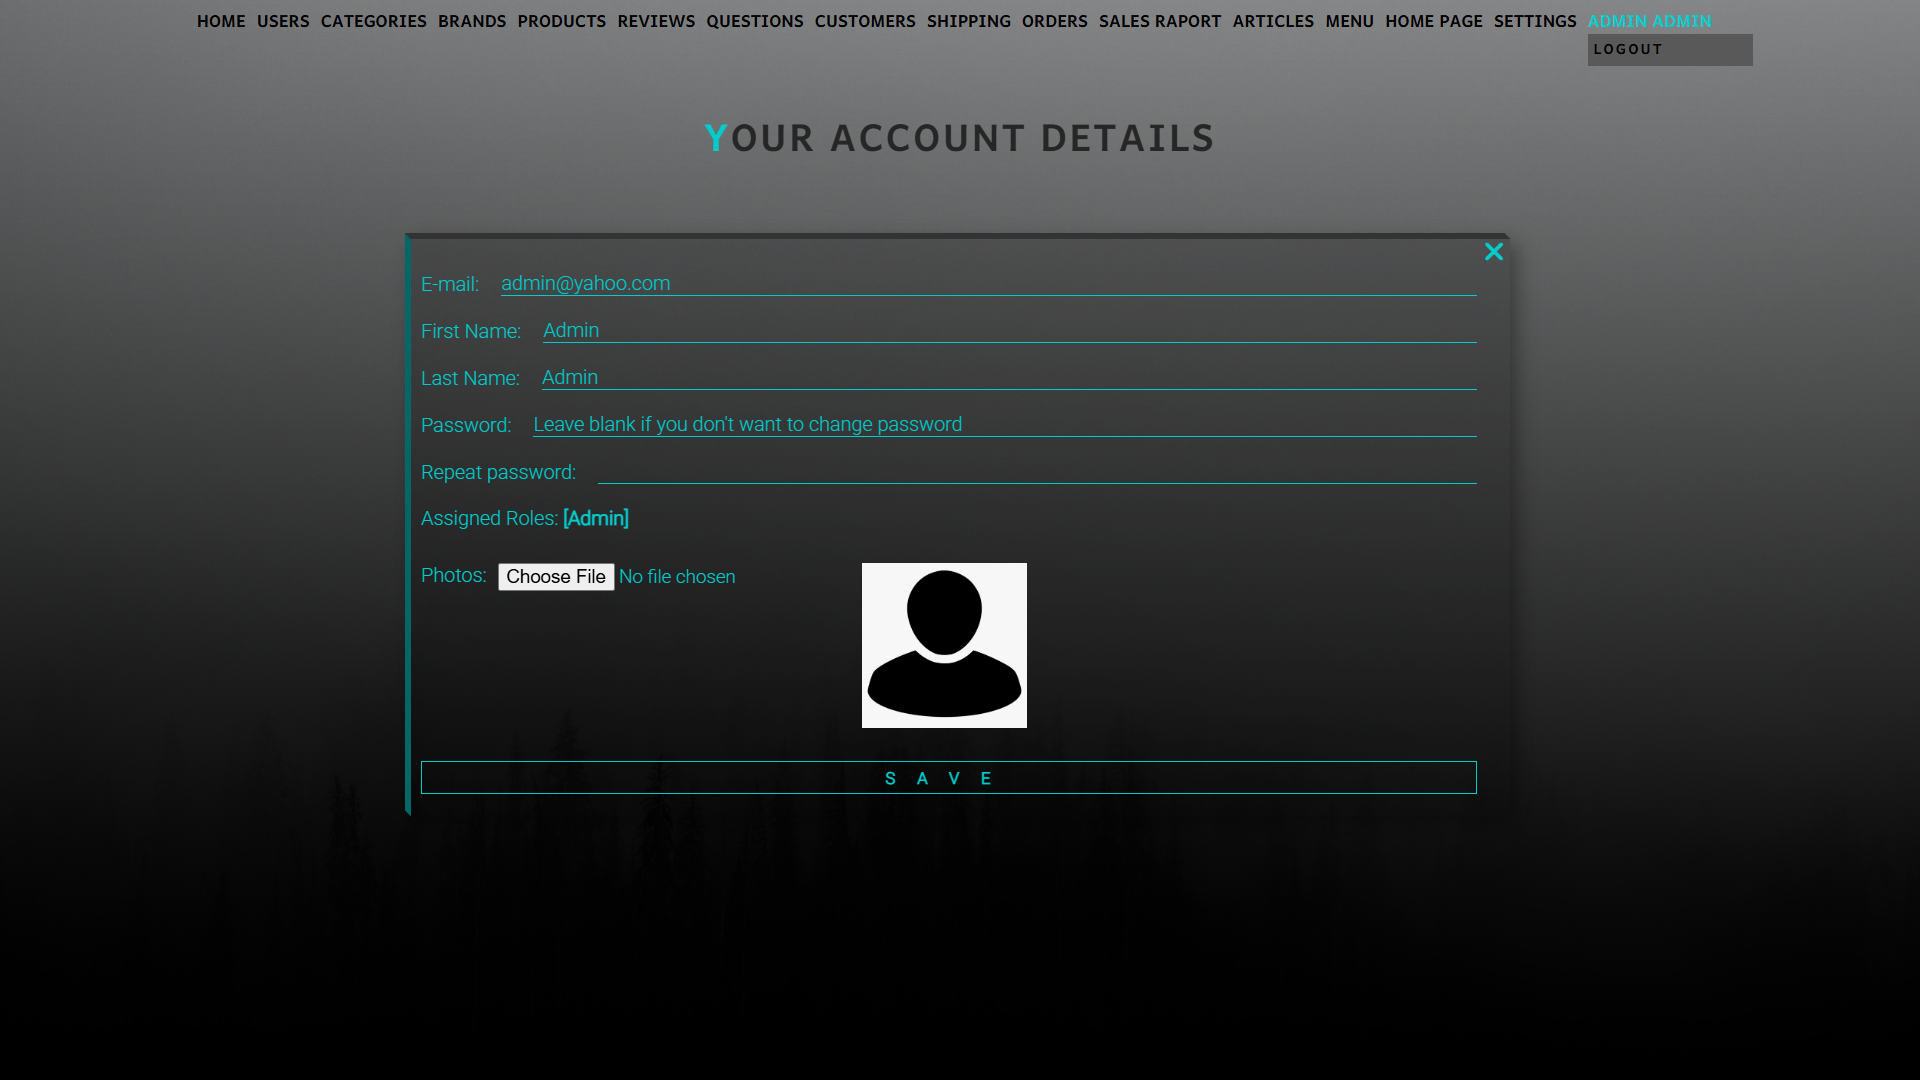 HOME USERS CATEGORIES BRANDS PRODUCTS REVIEWS QUESTIONS CUSTOMERS SHIPPING ORDERS SALES RAPORT ARTICLES MENU HOME PAGE SETTINGS ADMIN ADMIN
LOGOUT
YOUR ACCOUNT DETAILS
E-mail: admin@yahoo.com
First Name: Admin
Last Name: Admin
Password: Leave blank if you don't want to change password
Repeat password:
Assigned Roles: [Admin]
Photos: Choose File No file chosen
SAVE